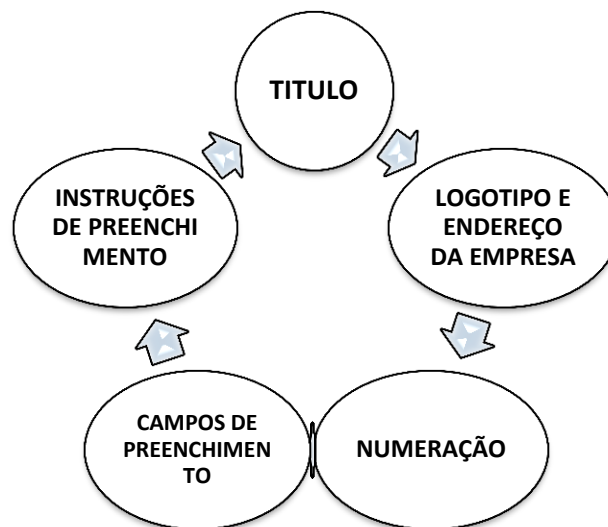 TITULO
LOGOTIPO E
ENDEREÇO
DA EMPRESA
NUMERAÇÃO
CAMPOS DE
PREENCHIMEN
TO
INSTRUÇÕES
DE PREENCHI
MENTO